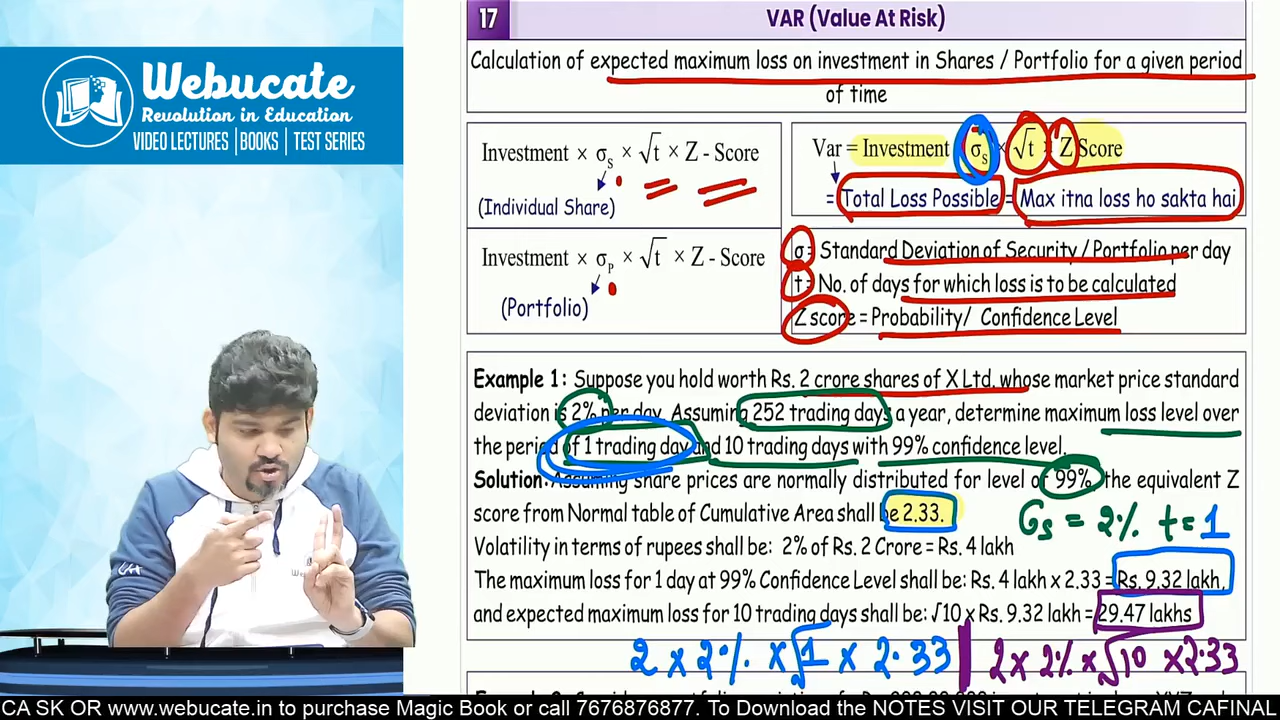 Webucate
Revolution in Education
VIDEO LECTURES | BOOKS | TEST SERIES
17 VAR (Value At Risk)
Calculation of expected maximum loss on investment in Shares / Portfolio for a given period
of time
Investment × σs × √t × Z - Score
(Individual Share)
Investment × σP × √t × Z - Score
(Portfolio)
Var = Investment × σs × √t × Z Score
= Total Loss Possible = Max itna loss ho sakta hai
σ = Standard Deviation of Security / Portfolio per day
t = No. of days for which loss is to be calculated
Z score = Probability/ Confidence Level
Example 1: Suppose you hold worth Rs. 2 crore shares of X Ltd. whose market price standard
deviation is 2% per day. Assuming 252 trading days a year, determine maximum loss level over
the period of 1 trading day and 10 trading days with 99% confidence level.
Solution: Assuming share prices are normally distributed for level of 99%, the equivalent Z
score from Normal table of Cumulative Area shall be 2.33.
σs = 2% t = 1
Volatility in terms of rupees shall be: 2% of Rs. 2 Crore = Rs. 4 lakh
The maximum loss for 1 day at 99% Confidence Level shall be: Rs. 4 lakh x 2.33 = Rs. 9.32 lakh,
and expected maximum loss for 10 trading days shall be: √10 x Rs. 9.32 lakh = 29.47 lakhs
2 × 2% × √1 × 2.33 | 2 × 2% × √10 × 2.33
CA SK OR www.webucate.in to purchase Magic Book or call 7676876877. To Download the NOTES VISIT OUR TELEGRAM CAFINAL